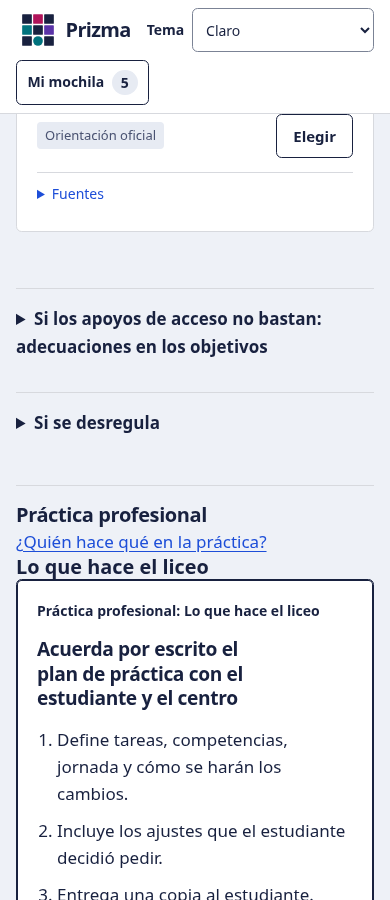 Prizma
Tema
Claro
Mi mochila 5
Orientación oficial
Elegir
Fuentes
Si los apoyos de acceso no bastan:
adecuaciones en los objetivos
Si se desregula
Práctica profesional
¿Quién hace qué en la práctica?
Lo que hace el liceo
Práctica profesional: Lo que hace el liceo
Acuerda por escrito el
plan de práctica con el
estudiante y el centro
1. Define tareas, competencias,
jornada y cómo se harán los
cambios.
2. Incluye los ajustes que el estudiante
decidió pedir.
3. Entrega una copia al estudiante,